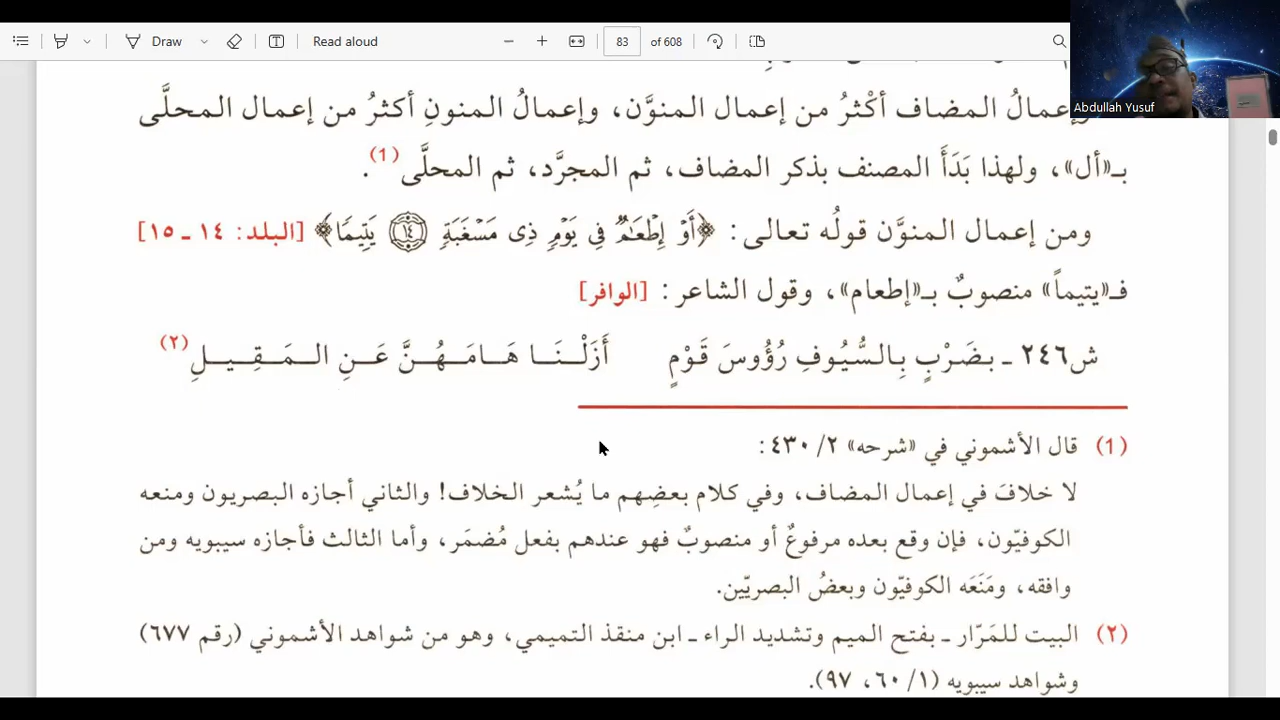 Draw
Read aloud
83 of 608
Abdullah Yusuf
وإعمالُ المضاف أكْثرُ من إعمال المنوَّن، وإعمالُ المنونِ أكثرُ من إعمال المحلَّى
بـ«أل»، ولهذا بَدَأَ المصنف بذكر المضاف، ثم المجرَّد، ثم المحلَّى(١).
ومن إعمال المنوَّن قولُه تعالى: ﴿أَوْ إِطْعَٰمٌ فِى يَوْمٍ ذِى مَسْغَبَةٍ ١٤ يَتِيمًا﴾ [البلد: ١٤ ـ ١٥]
فـ«يتيماً» منصوبٌ بـ«إطعام»، وقول الشاعر: [الوافر]
ش٢٤٦ ـ بضَرْبٍ بِالسُّيُوفِ رُؤُوسَ قَوْمٍ أَزَلْنَا هَامَهُنَّ عَنِ المَقِيلِ(٢)
(١) قال الأشموني في «شرحه» ٢/ ٤٣٠:
لا خلافَ في إعمال المضاف، وفي كلام بعضِهم ما يُشعر الخلاف! والثاني أجازه البصريون ومنعه
الكوفيّون، فإن وقع بعده مرفوعٌ أو منصوبٌ فهو عندهم بفعل مُضمَر، وأما الثالث فأجازه سيبويه ومن
وافقه، ومَنَعَه الكوفيّون وبعضُ البصريّين.
(٢) البيت للمَرّار ـ بفتح الميم وتشديد الراء ـ ابن منقذ التميمي، وهو من شواهد الأشموني (رقم ٦٧٧)
وشواهد سيبويه (١/ ٦٠، ٩٧).